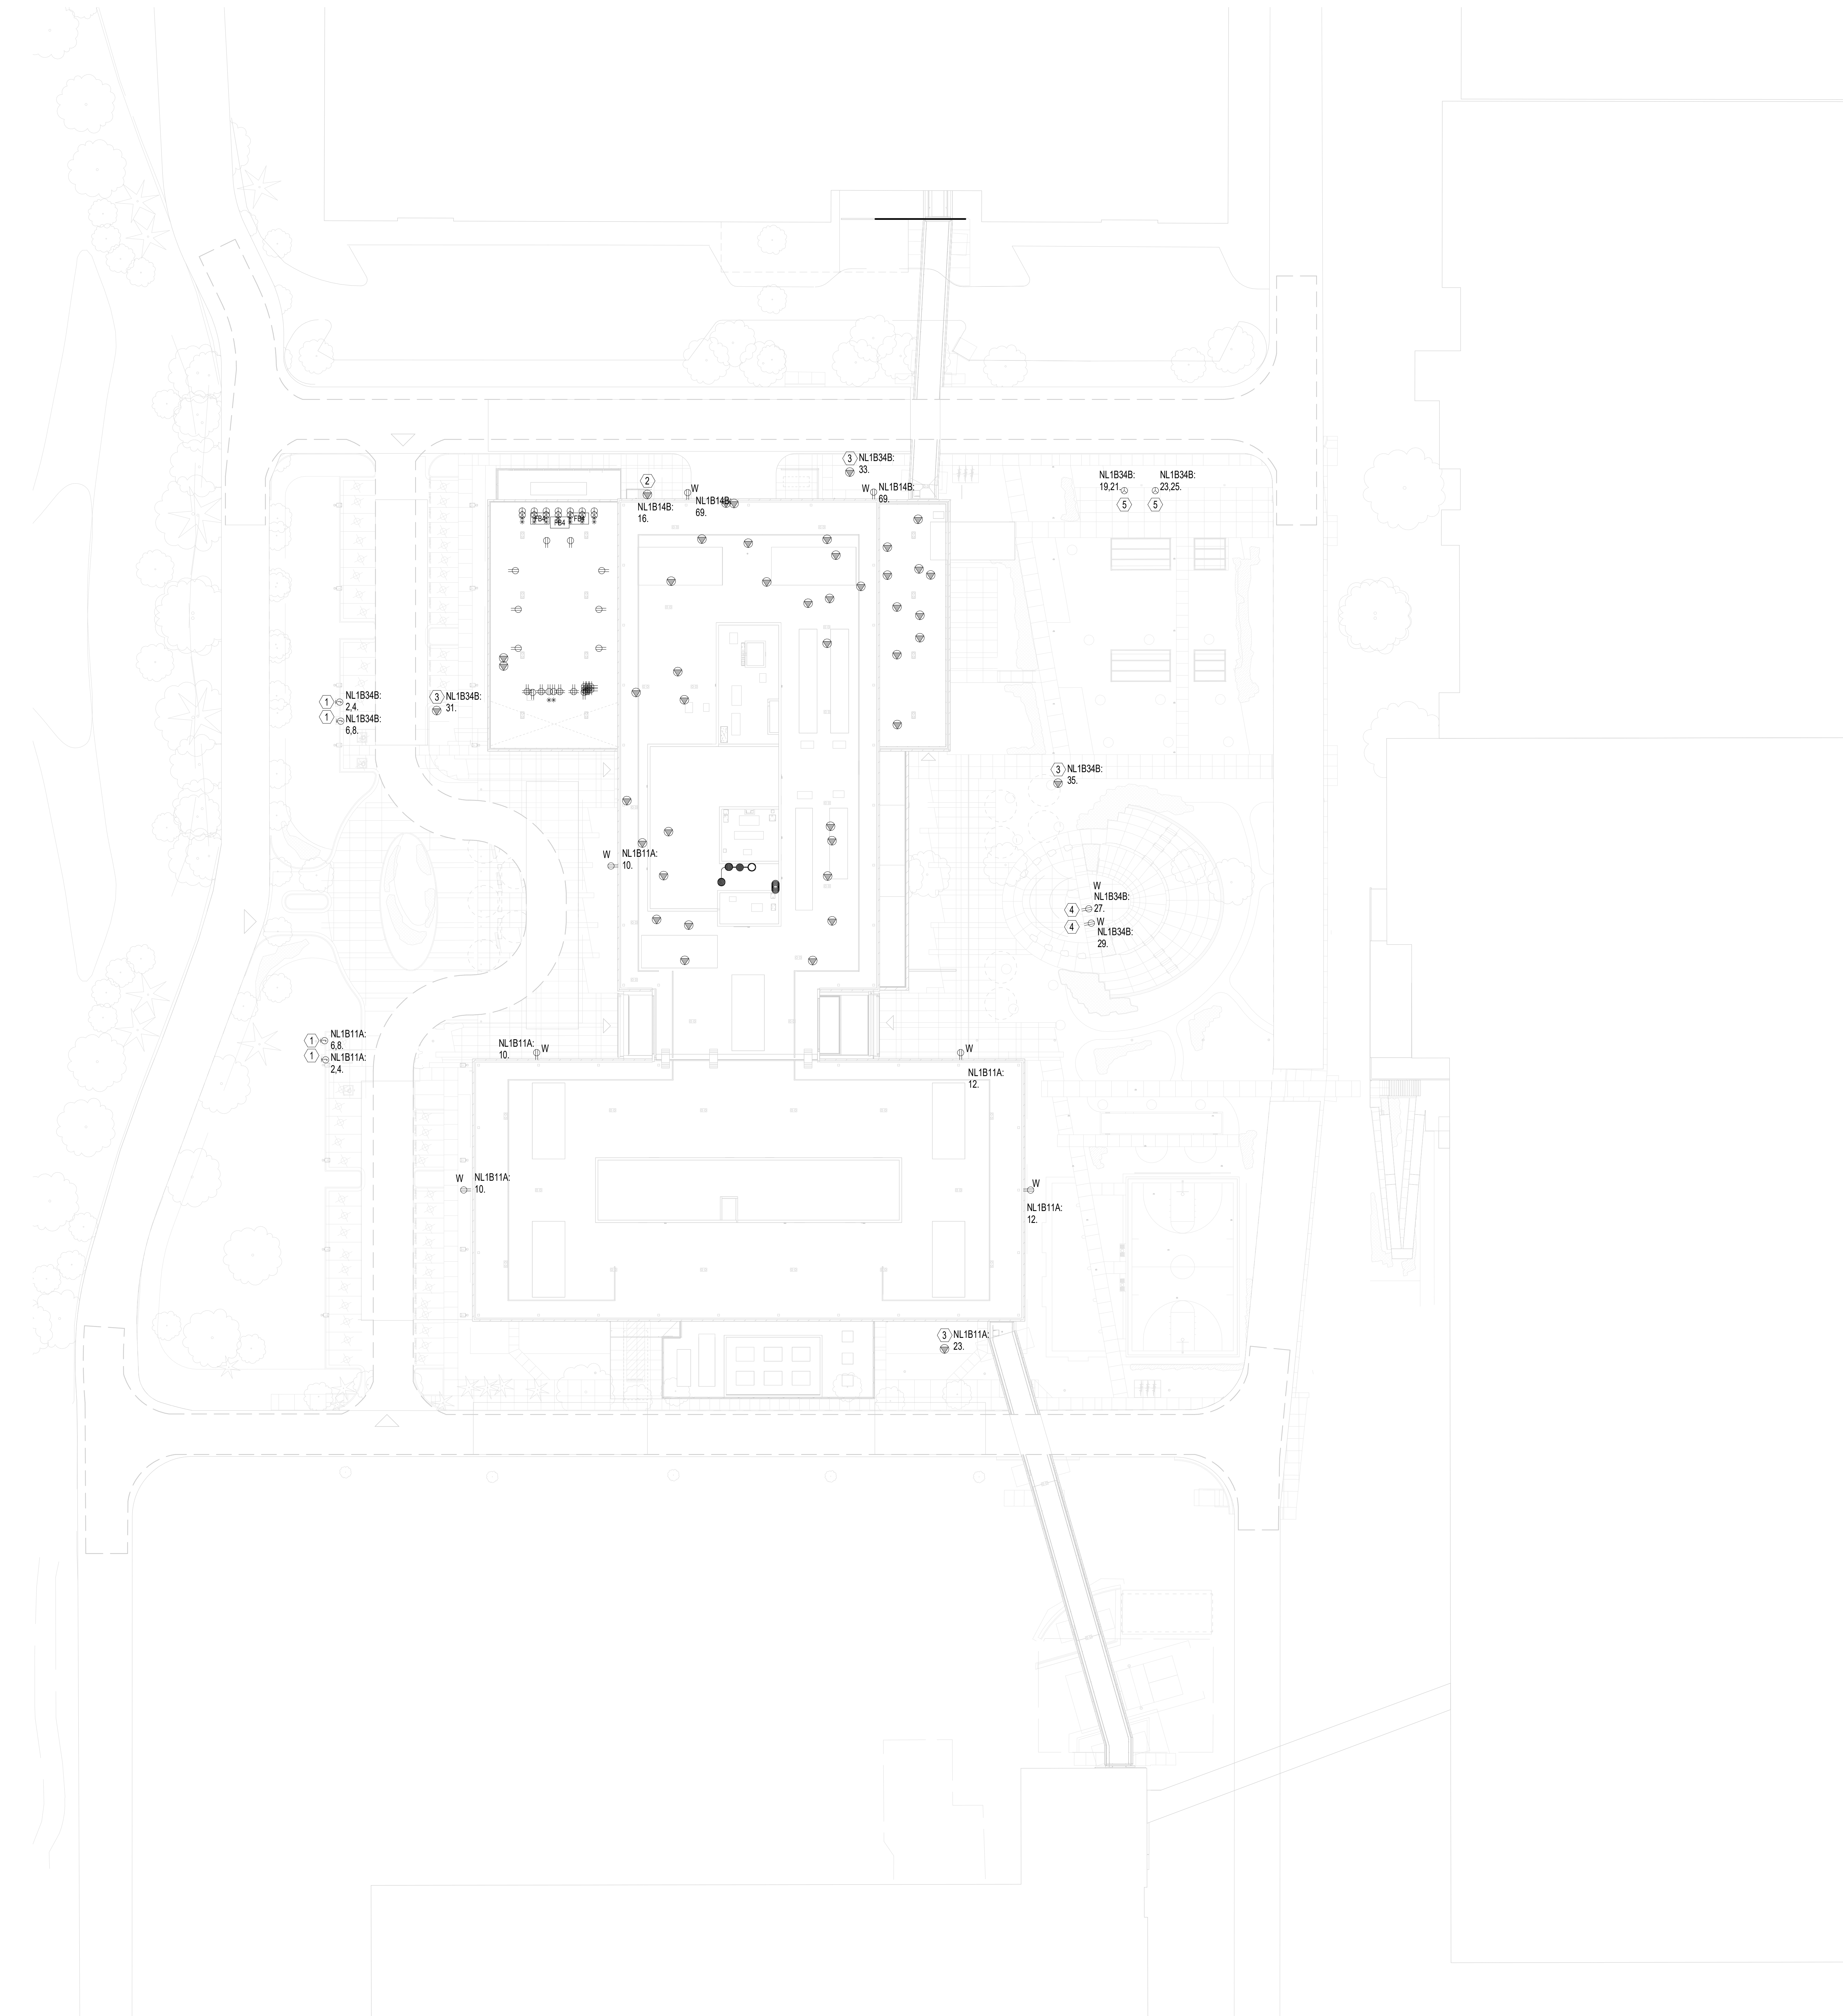 3 NL1B34B:
33.
2
W
NL1B14B:
16.
NL1B14B:
69.
W NL1B14B:
69.
NL1B34B:
19,21.
5
NL1B34B:
23,25.
5
FB4
FB4
FB4
1 NL1B34B:
2,4.
1 NL1B34B:
6,8.
3 NL1B34B:
31.
3 NL1B34B:
35.
W
NL1B11A:
10.
W
NL1B34B:
4 27.
W
4 NL1B34B:
29.
1 NL1B11A:
6,8.
1 NL1B11A:
2,4.
NL1B11A:
10.
W
W
NL1B11A:
12.
W NL1B11A:
10.
W
NL1B11A:
12.
3 NL1B11A:
23.